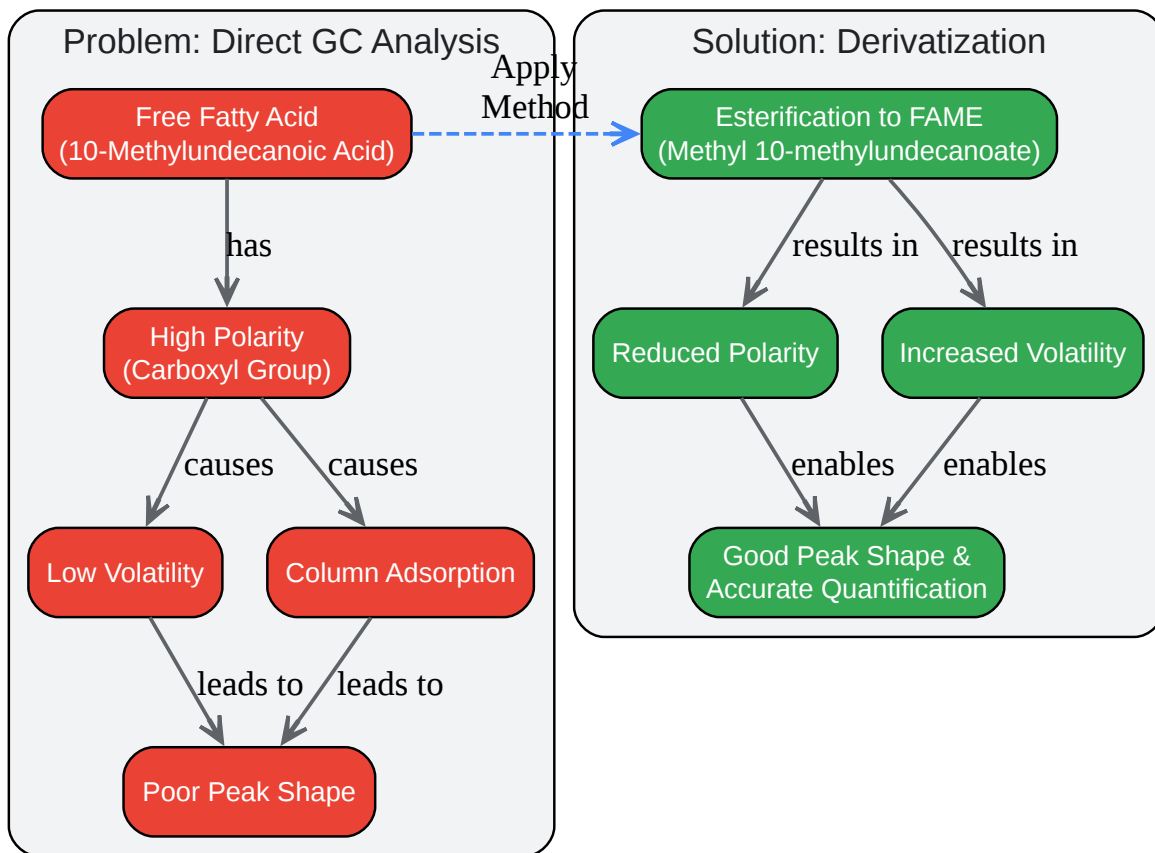 Problem: Direct GC Analysis
Free Fatty Acid
(10-Methylundecanoic Acid)
has
High Polarity
(Carboxyl Group)
causes
causes
Low Volatility
Column Adsorption
leads to
leads to
Poor Peak Shape
Apply
Method
Solution: Derivatization
Esterification to FAME
(Methyl 10-methylundecanoate)
results in
results in
Reduced Polarity
Increased Volatility
enables
enables
Good Peak Shape &
Accurate Quantification